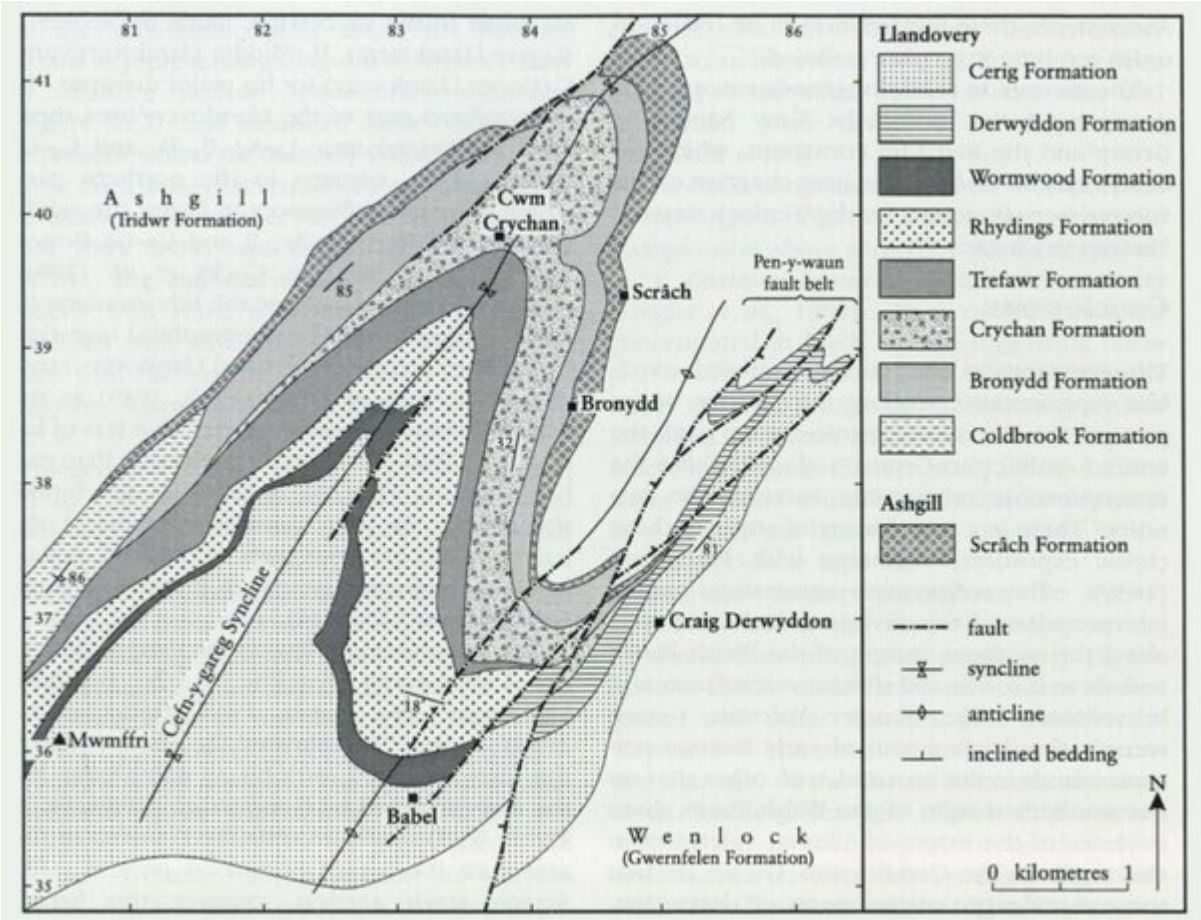 81
82
83
84
85
86
41
40
39
38
37
36
35
Ashgill
(Tridwr Formation)
Cwm
Crychan
85
Scrâch
Pen-y-waun
fault belt
Bronydd
32
81
86
Craig Derwyddon
Cefn-y-gareg Syncline
18
Mwmffri
Babel
Wenlock
(Gwernfelen Formation)
Llandovery
Cerig Formation
Derwyddon Formation
Wormwood Formation
Rhydings Formation
Trefawr Formation
Crychan Formation
Bronydd Formation
Coldbrook Formation
Ashgill
Scrâch Formation
fault
syncline
anticline
inclined bedding
N
0 kilometres 1